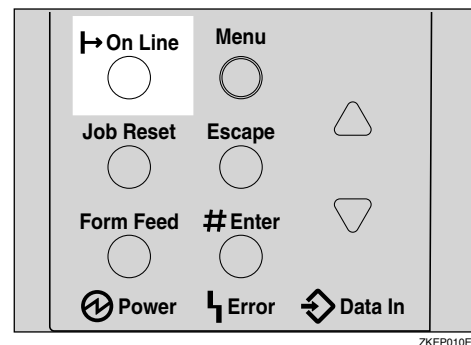 On Line Menu
Job Reset Escape
Form Feed # Enter
Power Error Data In
ZKEP010E